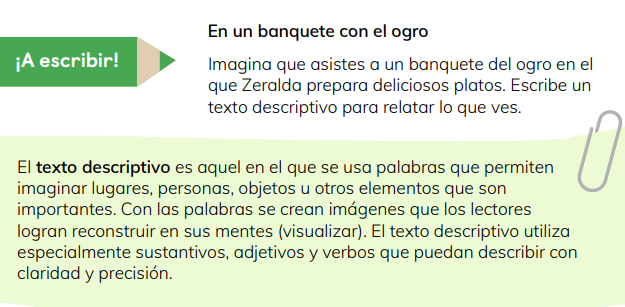 ¡A escribir!
En un banquete con el ogro
Imagina que asistes a un banquete del ogro en el
que Zeralda prepara deliciosos platos. Escribe un
texto descriptivo para relatar lo que ves.
El texto descriptivo es aquel en el que se usa palabras que permiten
imaginar lugares, personas, objetos u otros elementos que son
importantes. Con las palabras se crean imágenes que los lectores
logran reconstruir en sus mentes (visualizar). El texto descriptivo utiliza
especialmente sustantivos, adjetivos y verbos que puedan describir con
claridad y precisión.